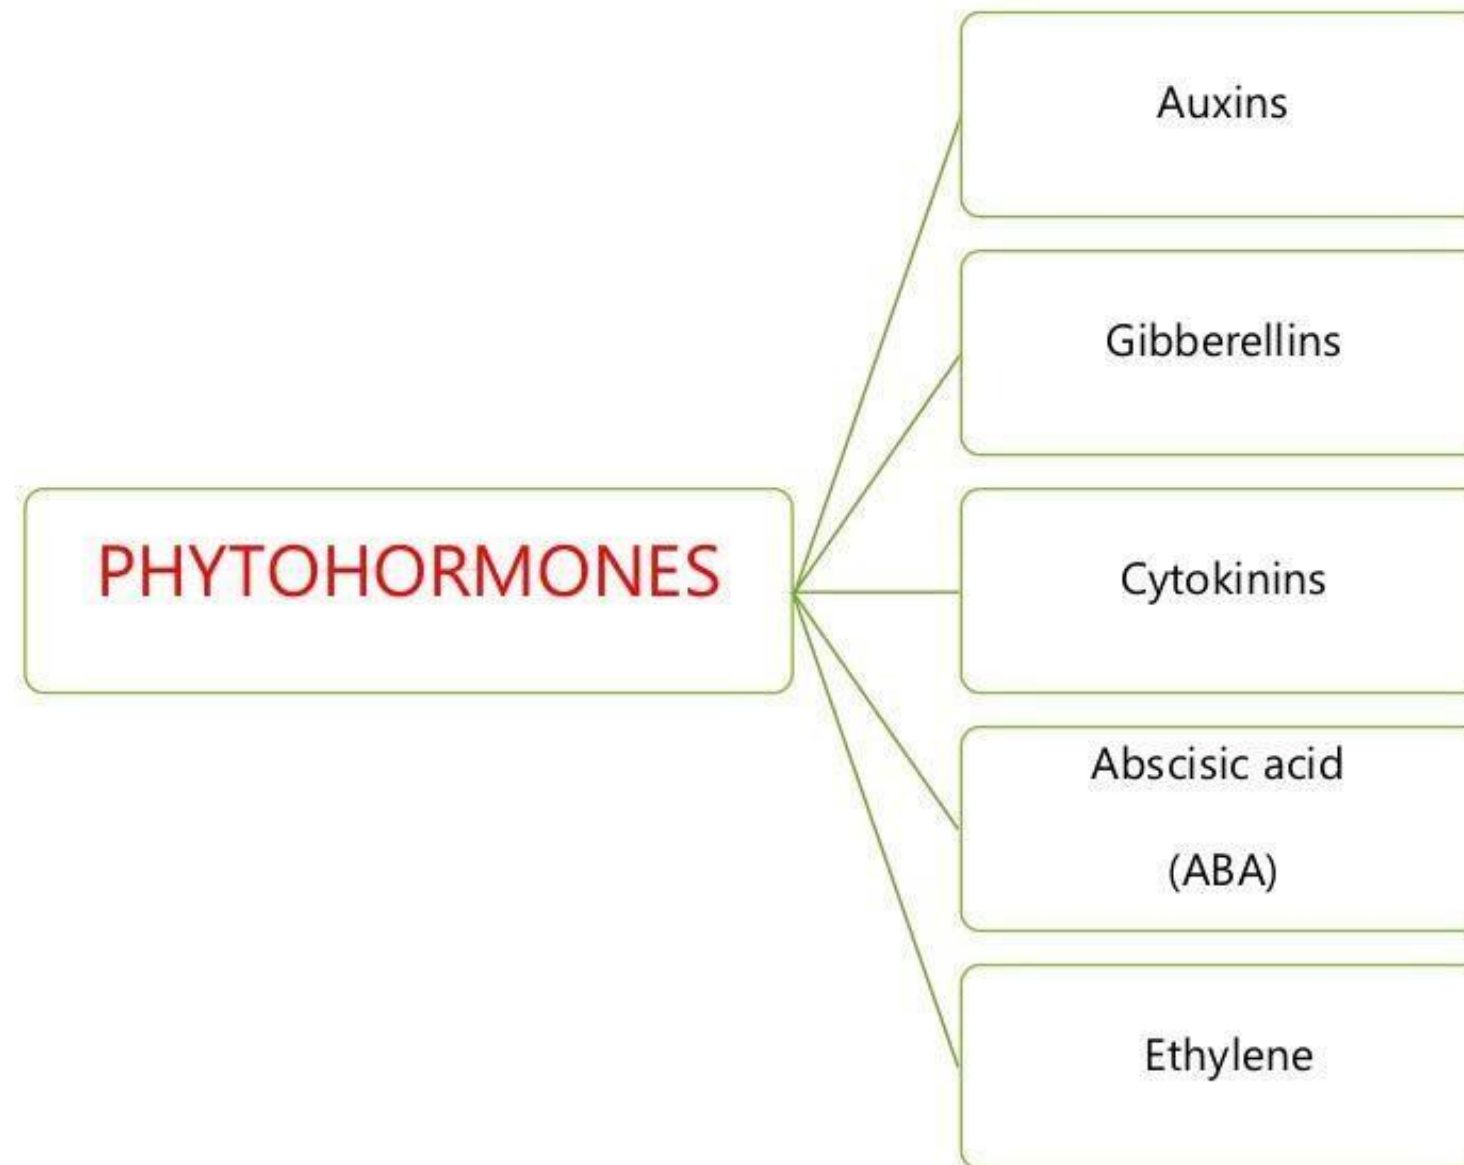 PHYTOHORMONES
Auxins
Gibberellins
Cytokinins
Abscisic acid
(ABA)
Ethylene